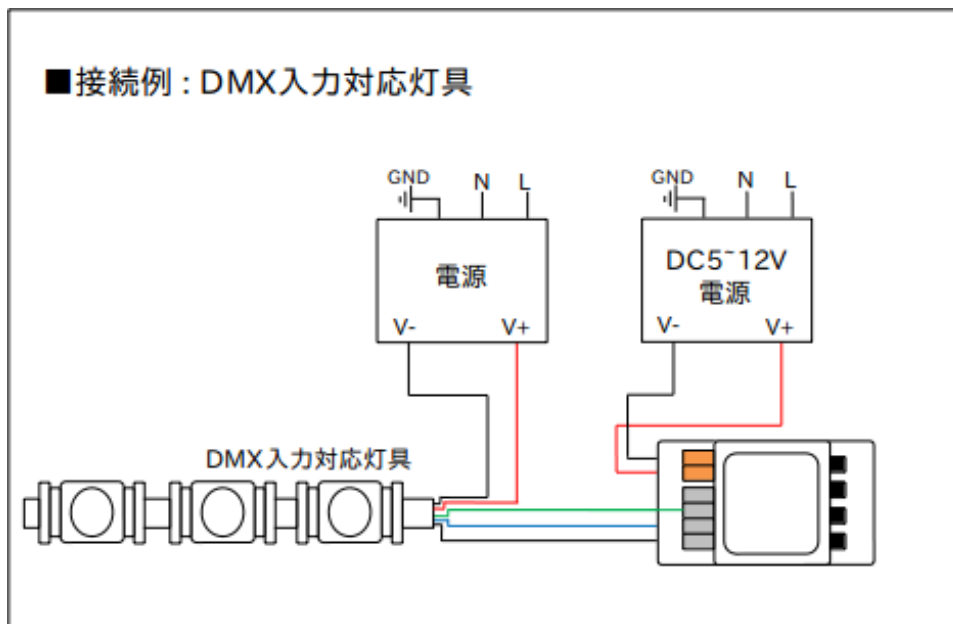 ■接続例 : DMX入力対応灯具
GND N L
電源
V- V+
GND N L
DC5~12V
電源
V- V+
DMX入力対応灯具